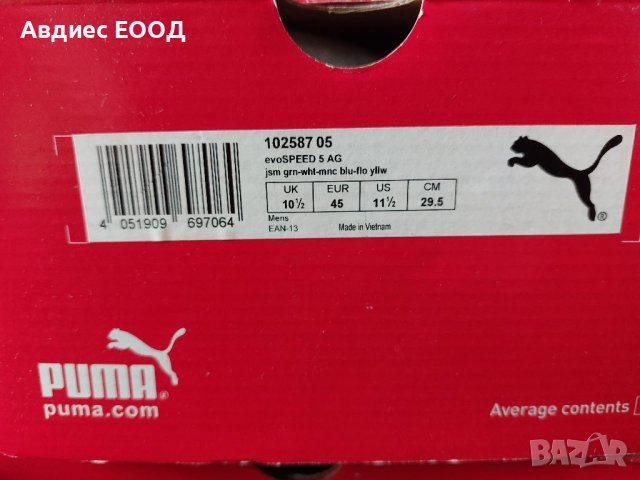 Авдиес ЕООД
102587 05
evoSPEED 5 AG
jsm grn-wht-mnc blu-flo yllw
UK EUR US CM
10½ 45 11½ 29.5
Mens
EAN-13 Made in Vietnam
4 051909 697064
®
PUMA®
puma.com
Average contents
BAZAR